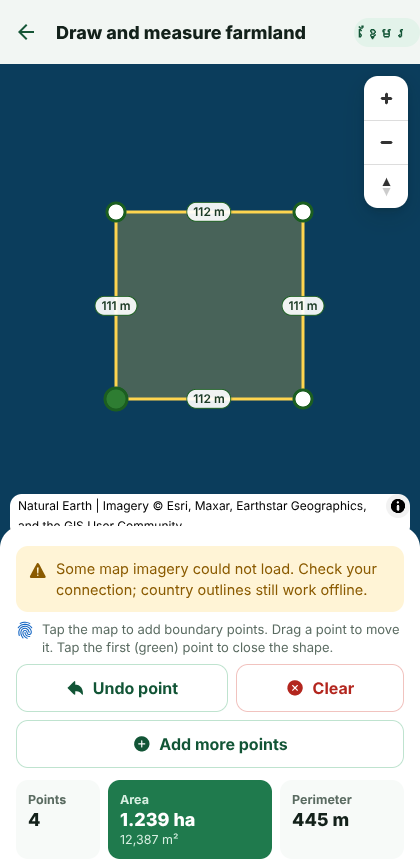 Draw and measure farmland
ខ្មែរ
112 m
111 m
111 m
112 m
Natural Earth | Imagery © Esri, Maxar, Earthstar Geographics,
and the GIS User Community
Some map imagery could not load. Check your
connection; country outlines still work offline.
Tap the map to add boundary points. Drag a point to move
it. Tap the first (green) point to close the shape.
Undo point
Clear
Add more points
Points
4
Area
1.239 ha
12,387 m²
Perimeter
445 m